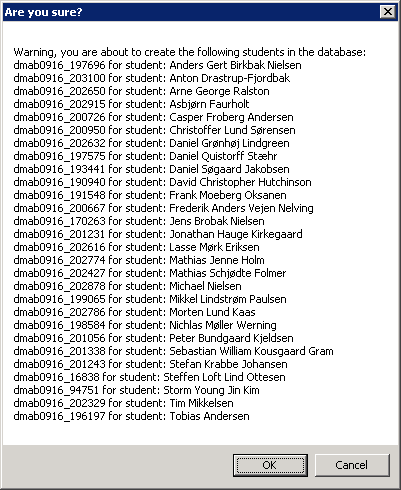 Are you sure?
Warning, you are about to create the following students in the database:
dmab0916_197696 for student: Anders Gert Birkbak Nielsen
dmab0916_203100 for student: Anton Drastrup-Fjordbak
dmab0916_202650 for student: Arne George Ralston
dmab0916_202915 for student: Asbjørn Faurholt
dmab0916_200726 for student: Casper Froberg Andersen
dmab0916_200950 for student: Christoffer Lund Sørensen
dmab0916_202632 for student: Daniel Grønhøj Lindgreen
dmab0916_197575 for student: Daniel Quistorff Stæhr
dmab0916_193441 for student: Daniel Søgaard Jakobsen
dmab0916_190940 for student: David Christopher Hutchinson
dmab0916_191548 for student: Frank Moeberg Oksanen
dmab0916_200667 for student: Frederik Anders Vejen Nelving
dmab0916_170263 for student: Jens Brobak Nielsen
dmab0916_201231 for student: Jonathan Hauge Kirkegaard
dmab0916_202616 for student: Lasse Mørk Eriksen
dmab0916_202774 for student: Mathias Jenne Holm
dmab0916_202427 for student: Mathias Schjødte Folmer
dmab0916_202878 for student: Michael Nielsen
dmab0916_199065 for student: Mikkel Lindstrøm Paulsen
dmab0916_202786 for student: Morten Lund Kaas
dmab0916_198584 for student: Nichlas Møller Werning
dmab0916_201056 for student: Peter Bundgaard Kjeldsen
dmab0916_201338 for student: Sebastian William Kousgaard Gram
dmab0916_201243 for student: Stefan Krabbe Johansen
dmab0916_16838 for student: Steffen Loft Lind Ottesen
dmab0916_94751 for student: Storm Young Jin Kim
dmab0916_202329 for student: Tim Mikkelsen
dmab0916_196197 for student: Tobias Andersen
OK Cancel